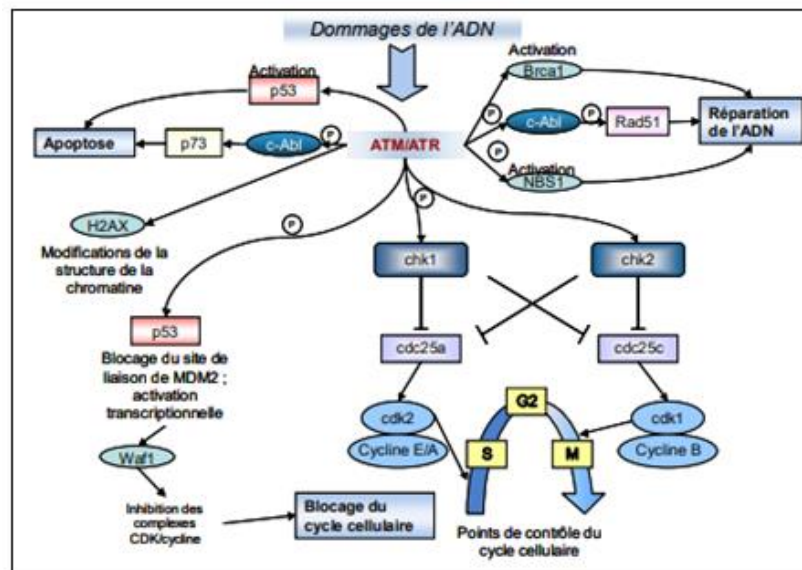 Dommages de l'ADN
Activation
p53
Apoptose
p73
c-Abl
P
ATM/ATR
Activation
Brca1
P
c-Abl
P
Rad51
Réparation
de l'ADN
P
Activation
NBS1
H2AX
Modifications de la
structure de la
chromatine
P
P
chk1
chk2
p53
Blocage du site de
liaison de MDM2 ;
activation
transcriptionnelle
cdc25a
cdc25c
Waf1
cdk2
Cycline E/A
G2
S
M
cdk1
Cycline B
Inhibition des
complexes
CDK/cycline
Blocage du
cycle cellulaire
Points de contrôle du
cycle cellulaire